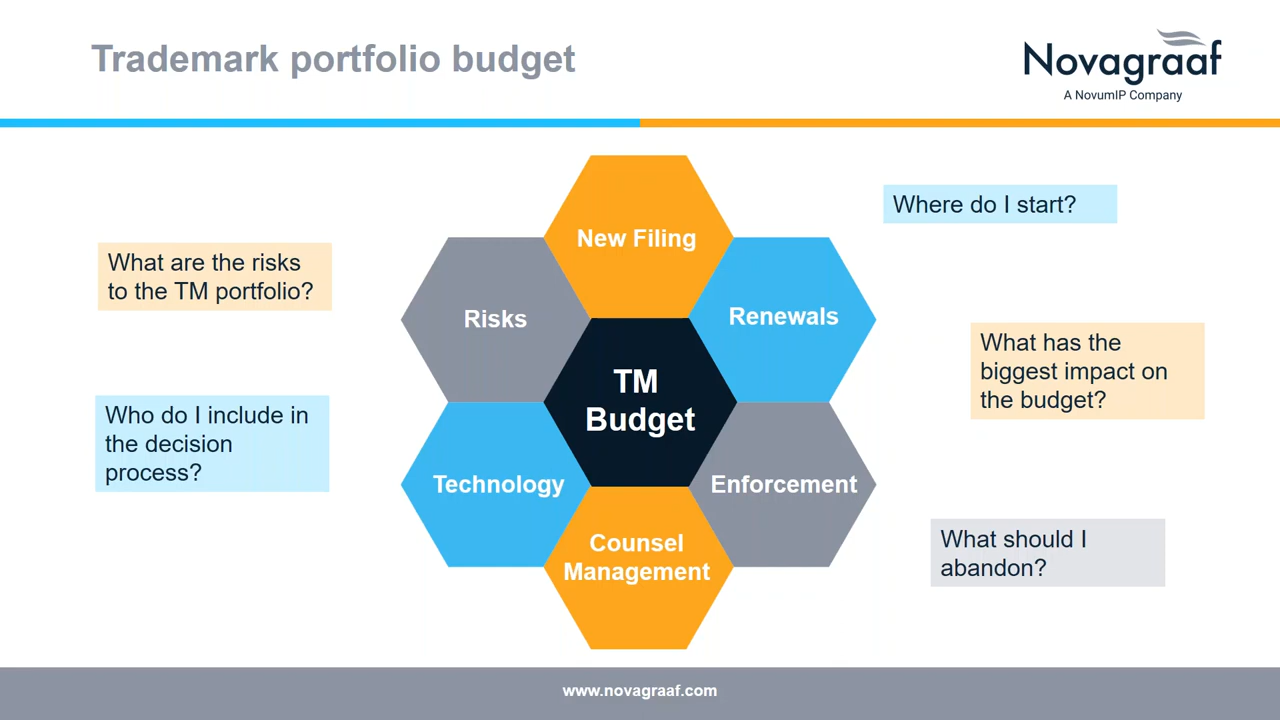 Trademark portfolio budget
Novagraaf
A NovumIP Company
Where do I start?
New Filing
What are the risks
to the TM portfolio?
Risks
Renewals
What has the
biggest impact on
the budget?
TM
Budget
Who do I include in
the decision
process?
Technology
Enforcement
What should I
abandon?
Counsel
Management
www.novagraaf.com